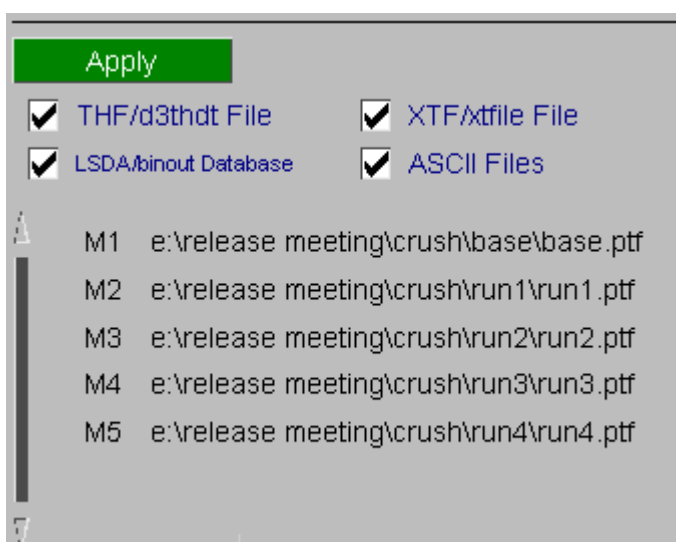 Apply
THF/d3thdt File XTF/xtfile File
LSDA/binout Database ASCII Files
M1 e:\release meeting\crush\base\base.ptf
M2 e:\release meeting\crush\run1\run1.ptf
M3 e:\release meeting\crush\run2\run2.ptf
M4 e:\release meeting\crush\run3\run3.ptf
M5 e:\release meeting\crush\run4\run4.ptf